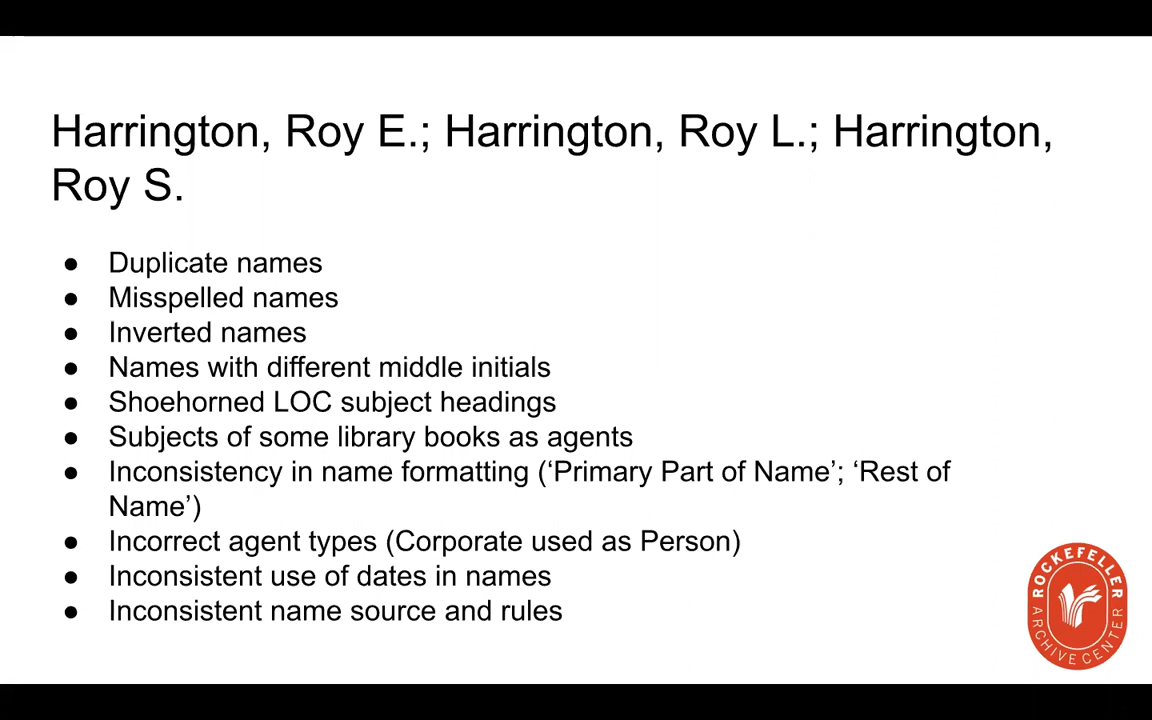 Harrington, Roy E.; Harrington, Roy L.; Harrington,
Roy S.
● Duplicate names
● Misspelled names
● Inverted names
● Names with different middle initials
● Shoehorned LOC subject headings
● Subjects of some library books as agents
● Inconsistency in name formatting (‘Primary Part of Name’; ‘Rest of
Name’)
● Incorrect agent types (Corporate used as Person)
● Inconsistent use of dates in names
● Inconsistent name source and rules
ROCKEFELLER
ARCHIVE CENTER